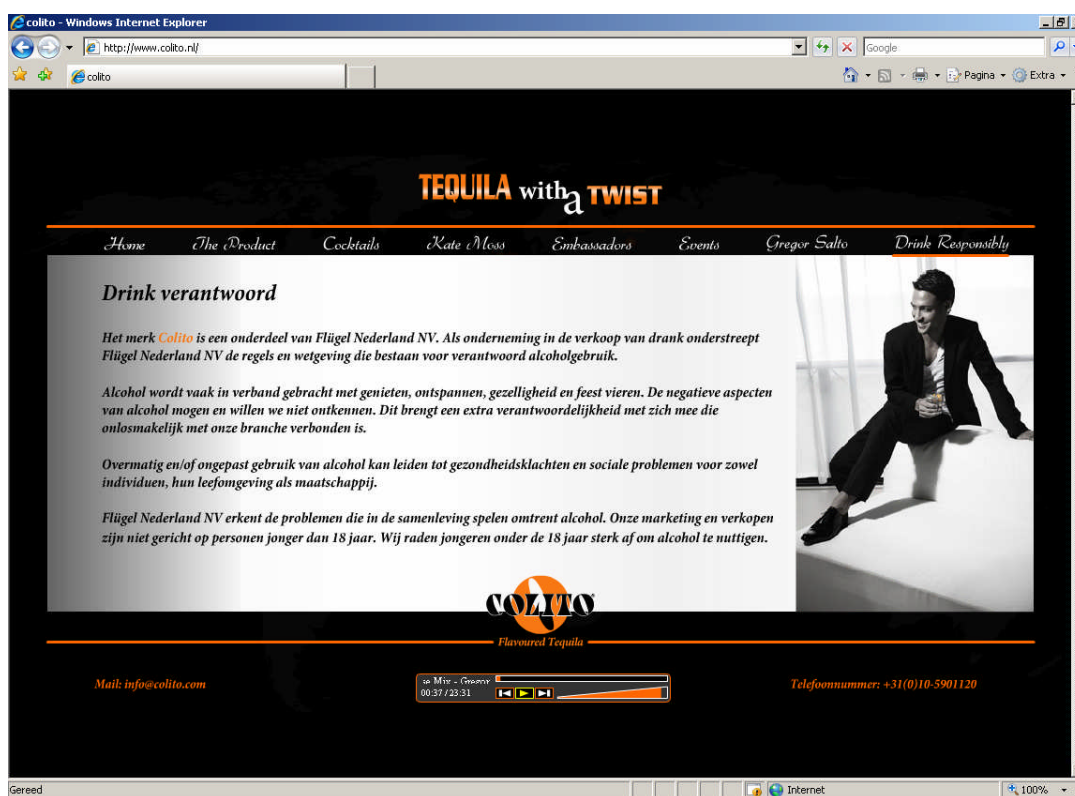 colito - Windows Internet Explorer
http://www.colito.nl/
Google
colito
Pagina
Extra
TEQUILA with a TWIST
Home The Product Cocktails Kate Moss Embassadors Events Gregor Salto Drink Responsibly
Drink verantwoord
Het merk Colito is een onderdeel van Flügel Nederland NV. Als onderneming in de verkoop van drank onderstreept
Flügel Nederland NV de regels en wetgeving die bestaan voor verantwoord alcoholgebruik.
Alcohol wordt vaak in verband gebracht met genieten, ontspannen, gezelligheid en feest vieren. De negatieve aspecten
van alcohol mogen en willen we niet ontkennen. Dit brengt een extra verantwoordelijkheid met zich mee die
onlosmakelijk met onze branche verbonden is.
Overmatig en/of ongepast gebruik van alcohol kan leiden tot gezondheidsklachten en sociale problemen voor zowel
individuen, hun leefomgeving als maatschappij.
Flügel Nederland NV erkent de problemen die in de samenleving spelen omtrent alcohol. Onze marketing en verkopen
zijn niet gericht op personen jonger dan 18 jaar. Wij raden jongeren onder de 18 jaar sterk af om alcohol te nuttigen.
COLITO
Flavoured Tequila
Mail: info@colito.com
se Mix - Gregor
00:37 / 23:31
Telefoonnummer: +31(0)10-5901120
Gereed
Internet
100%